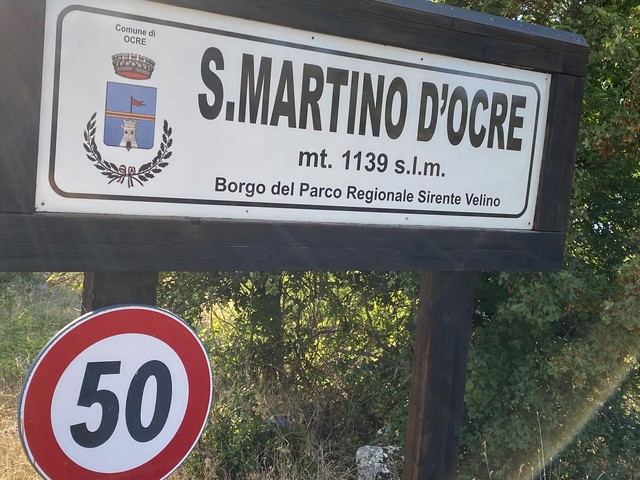 Comune di
OCRE
S.MARTINO D'OCRE
mt. 1139 s.l.m.
Borgo del Parco Regionale Sirente Velino
50